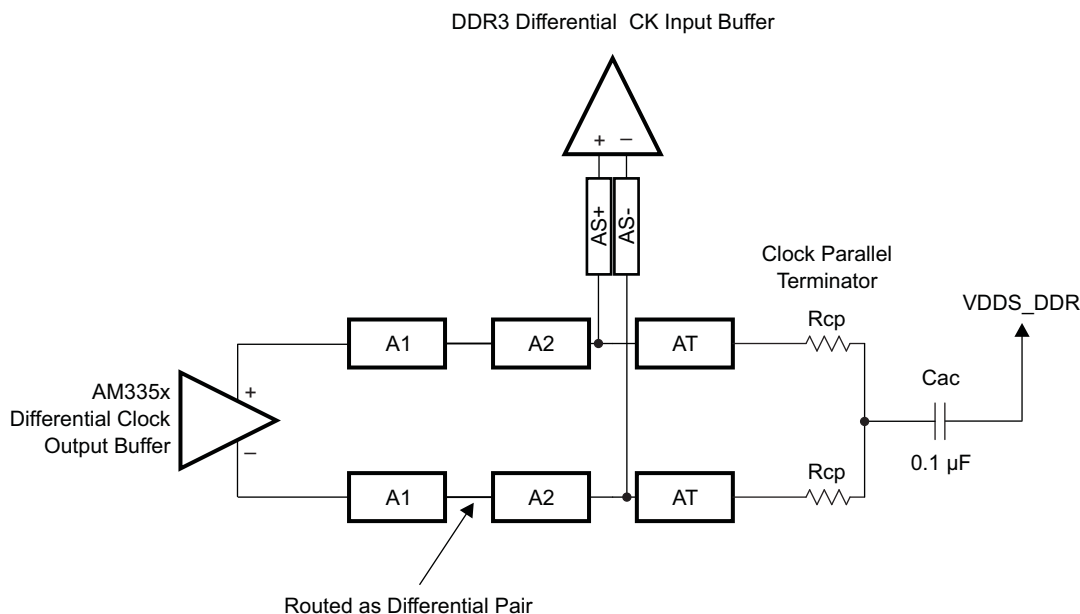 DDR3 Differential CK Input Buffer
+ −
AS+
AS-
Clock Parallel
Terminator
VDDS_DDR
A1
A2
AT
Rcp
AM335x
Differential Clock
Output Buffer
+
−
Cac
0.1 µF
A1
A2
AT
Rcp
Routed as Differential Pair